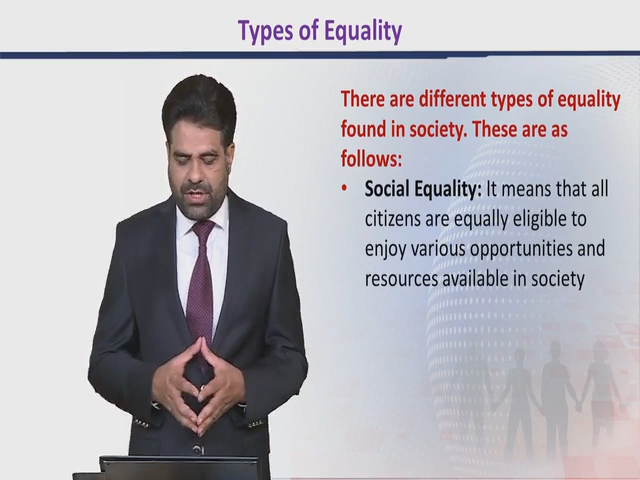 Types of Equality
There are different types of equality
found in society. These are as
follows:
• Social Equality: It means that all
citizens are equally eligible to
enjoy various opportunities and
resources available in society